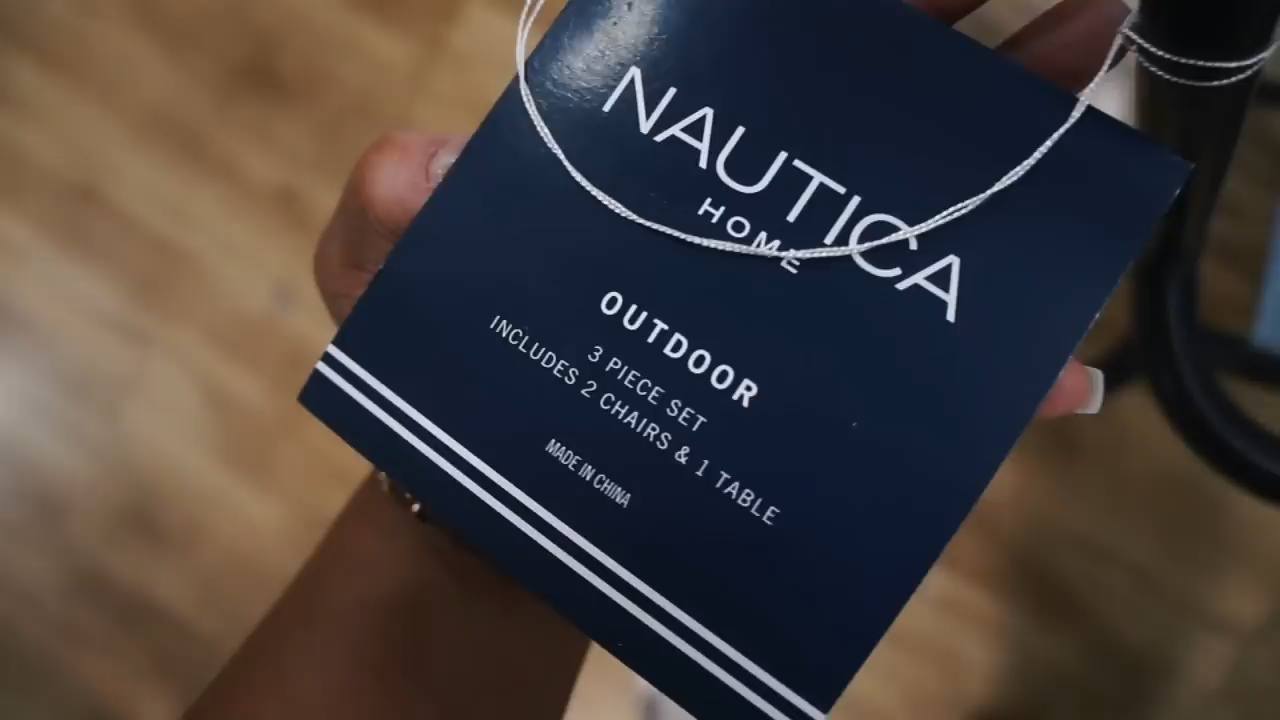 NAUTICA
HOME
OUTDOOR
3 PIECE SET
INCLUDES 2 CHAIRS & 1 TABLE
MADE IN CHINA